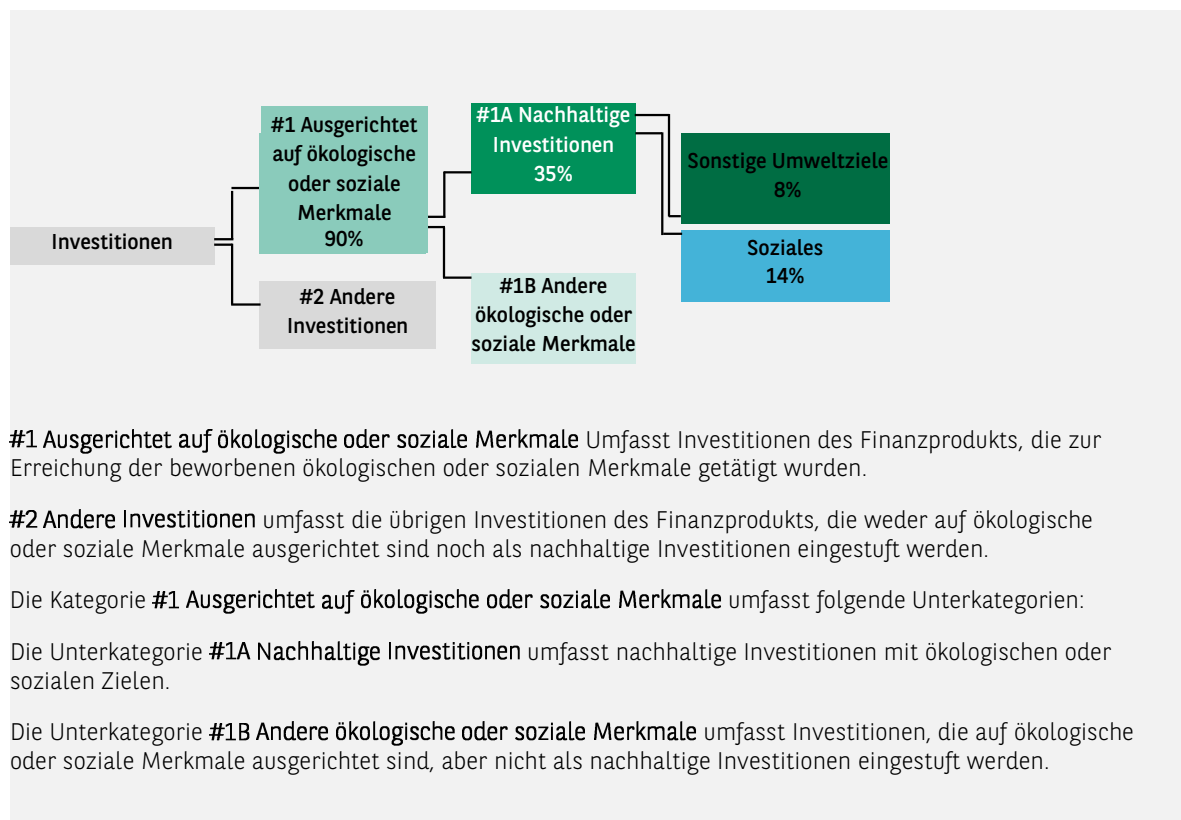 #1 Ausgerichtet
auf ökologische
oder soziale
Merkmale
90%
#1A Nachhaltige
Investitionen
35%
Sonstige Umweltziele
8%
Investitionen
Soziales
14%
#2 Andere
Investitionen
#1B Andere
ökologische oder
soziale Merkmale
#1 Ausgerichtet auf ökologische oder soziale Merkmale Umfasst Investitionen des Finanzprodukts, die zur
Erreichung der beworbenen ökologischen oder sozialen Merkmale getätigt wurden.
#2 Andere Investitionen umfasst die übrigen Investitionen des Finanzprodukts, die weder auf ökologische
oder soziale Merkmale ausgerichtet sind noch als nachhaltige Investitionen eingestuft werden.
Die Kategorie #1 Ausgerichtet auf ökologische oder soziale Merkmale umfasst folgende Unterkategorien:
Die Unterkategorie #1A Nachhaltige Investitionen umfasst nachhaltige Investitionen mit ökologischen oder
sozialen Zielen.
Die Unterkategorie #1B Andere ökologische oder soziale Merkmale umfasst Investitionen, die auf ökologische
oder soziale Merkmale ausgerichtet sind, aber nicht als nachhaltige Investitionen eingestuft werden.